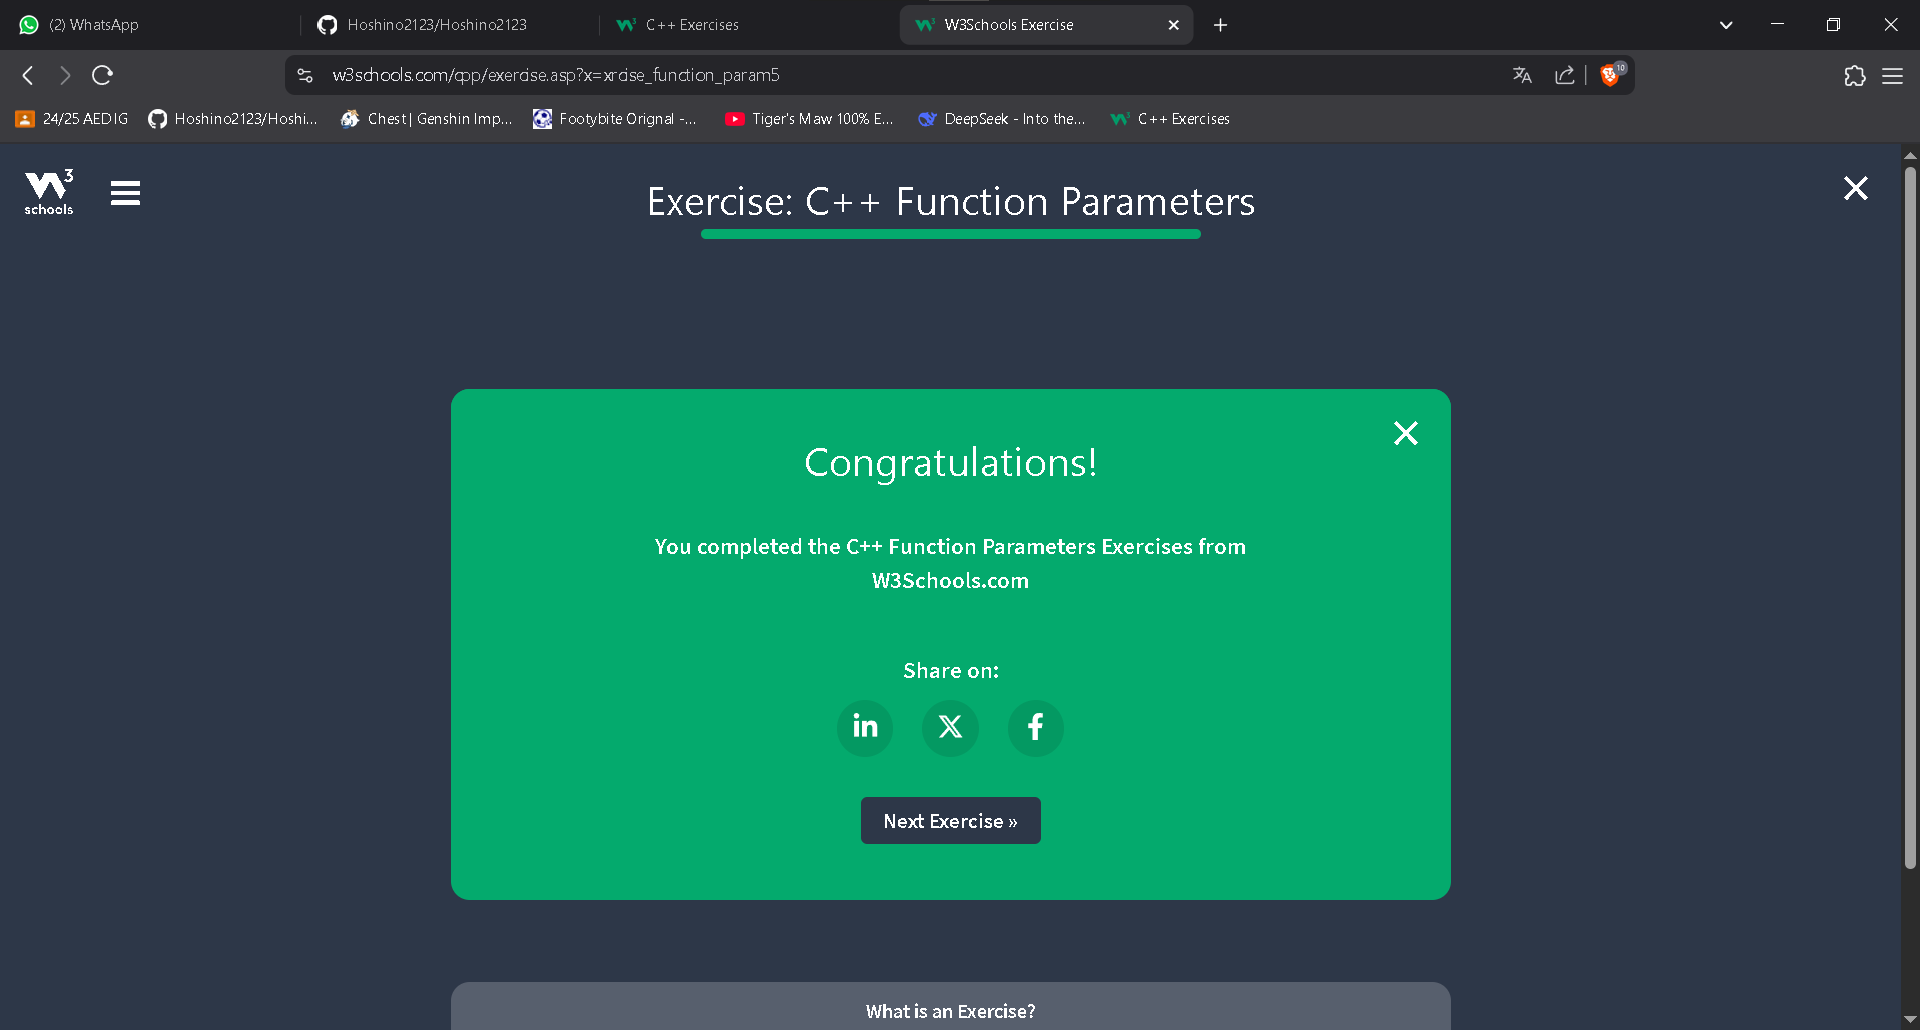 (2) WhatsApp
Hoshino2123/Hoshino2123
C++ Exercises
W3Schools Exercise
w3schools.com/cpp/exercise.asp?x=xrcise_function_param5
10
24/25 AEDIG
Hoshino2123/Hoshi...
Chest | Genshin Imp...
Footybite Orignal -...
Tiger's Maw 100% E...
DeepSeek - Into the...
C++ Exercises
3
schools
Exercise: C++ Function Parameters
Congratulations!
You completed the C++ Function Parameters Exercises from
W3Schools.com
Share on:
Next Exercise »
What is an Exercise?